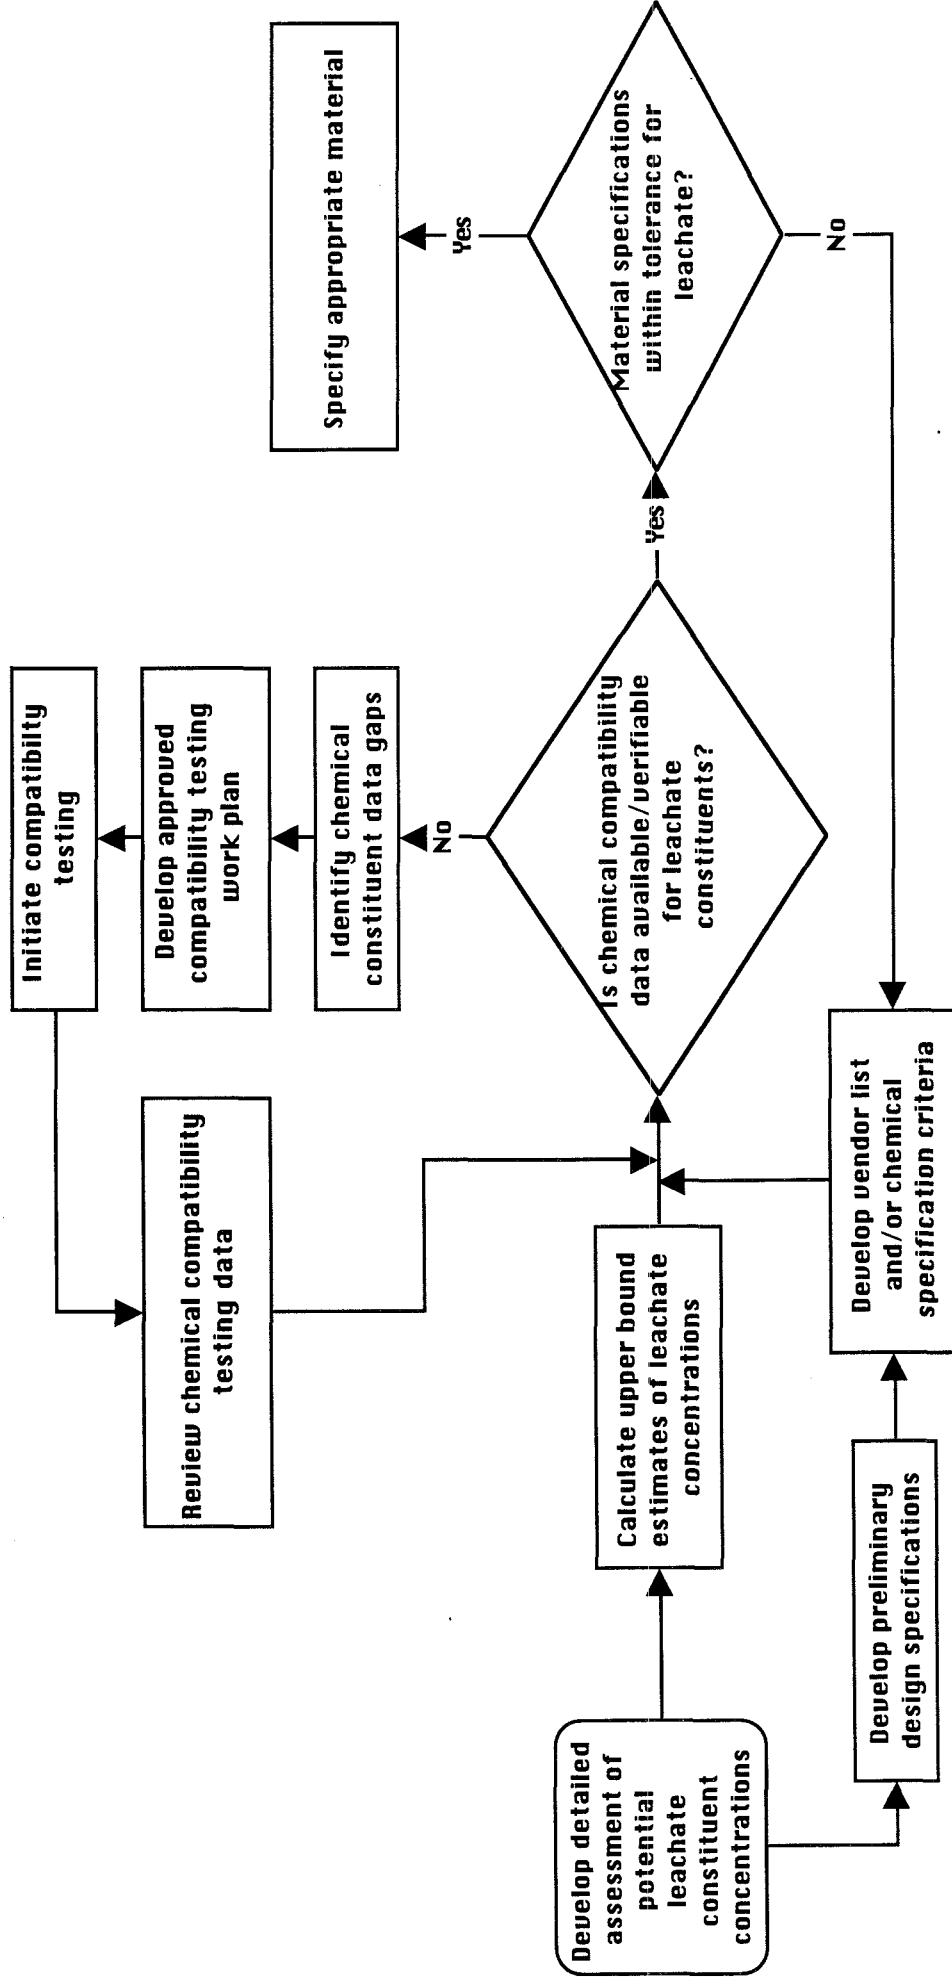 Develop detailed
assessment of
potential
leachate
constituent
concentrations
Calculate upper bound
estimates of leachate
concentrations
Develop preliminary
design specifications
Develop vendor list
and/or chemical
specification criteria
Is chemical compatibility
data available/verifiable
for leachate
constituents?
No
Identify chemical
constituent data gaps
Develop approved
compatibility testing
work plan
Initiate compatibilty
testing
Review chemical compatibility
testing data
Yes
Material specifications
within tolerance for
leachate?
Yes
Specify appropriate material
No